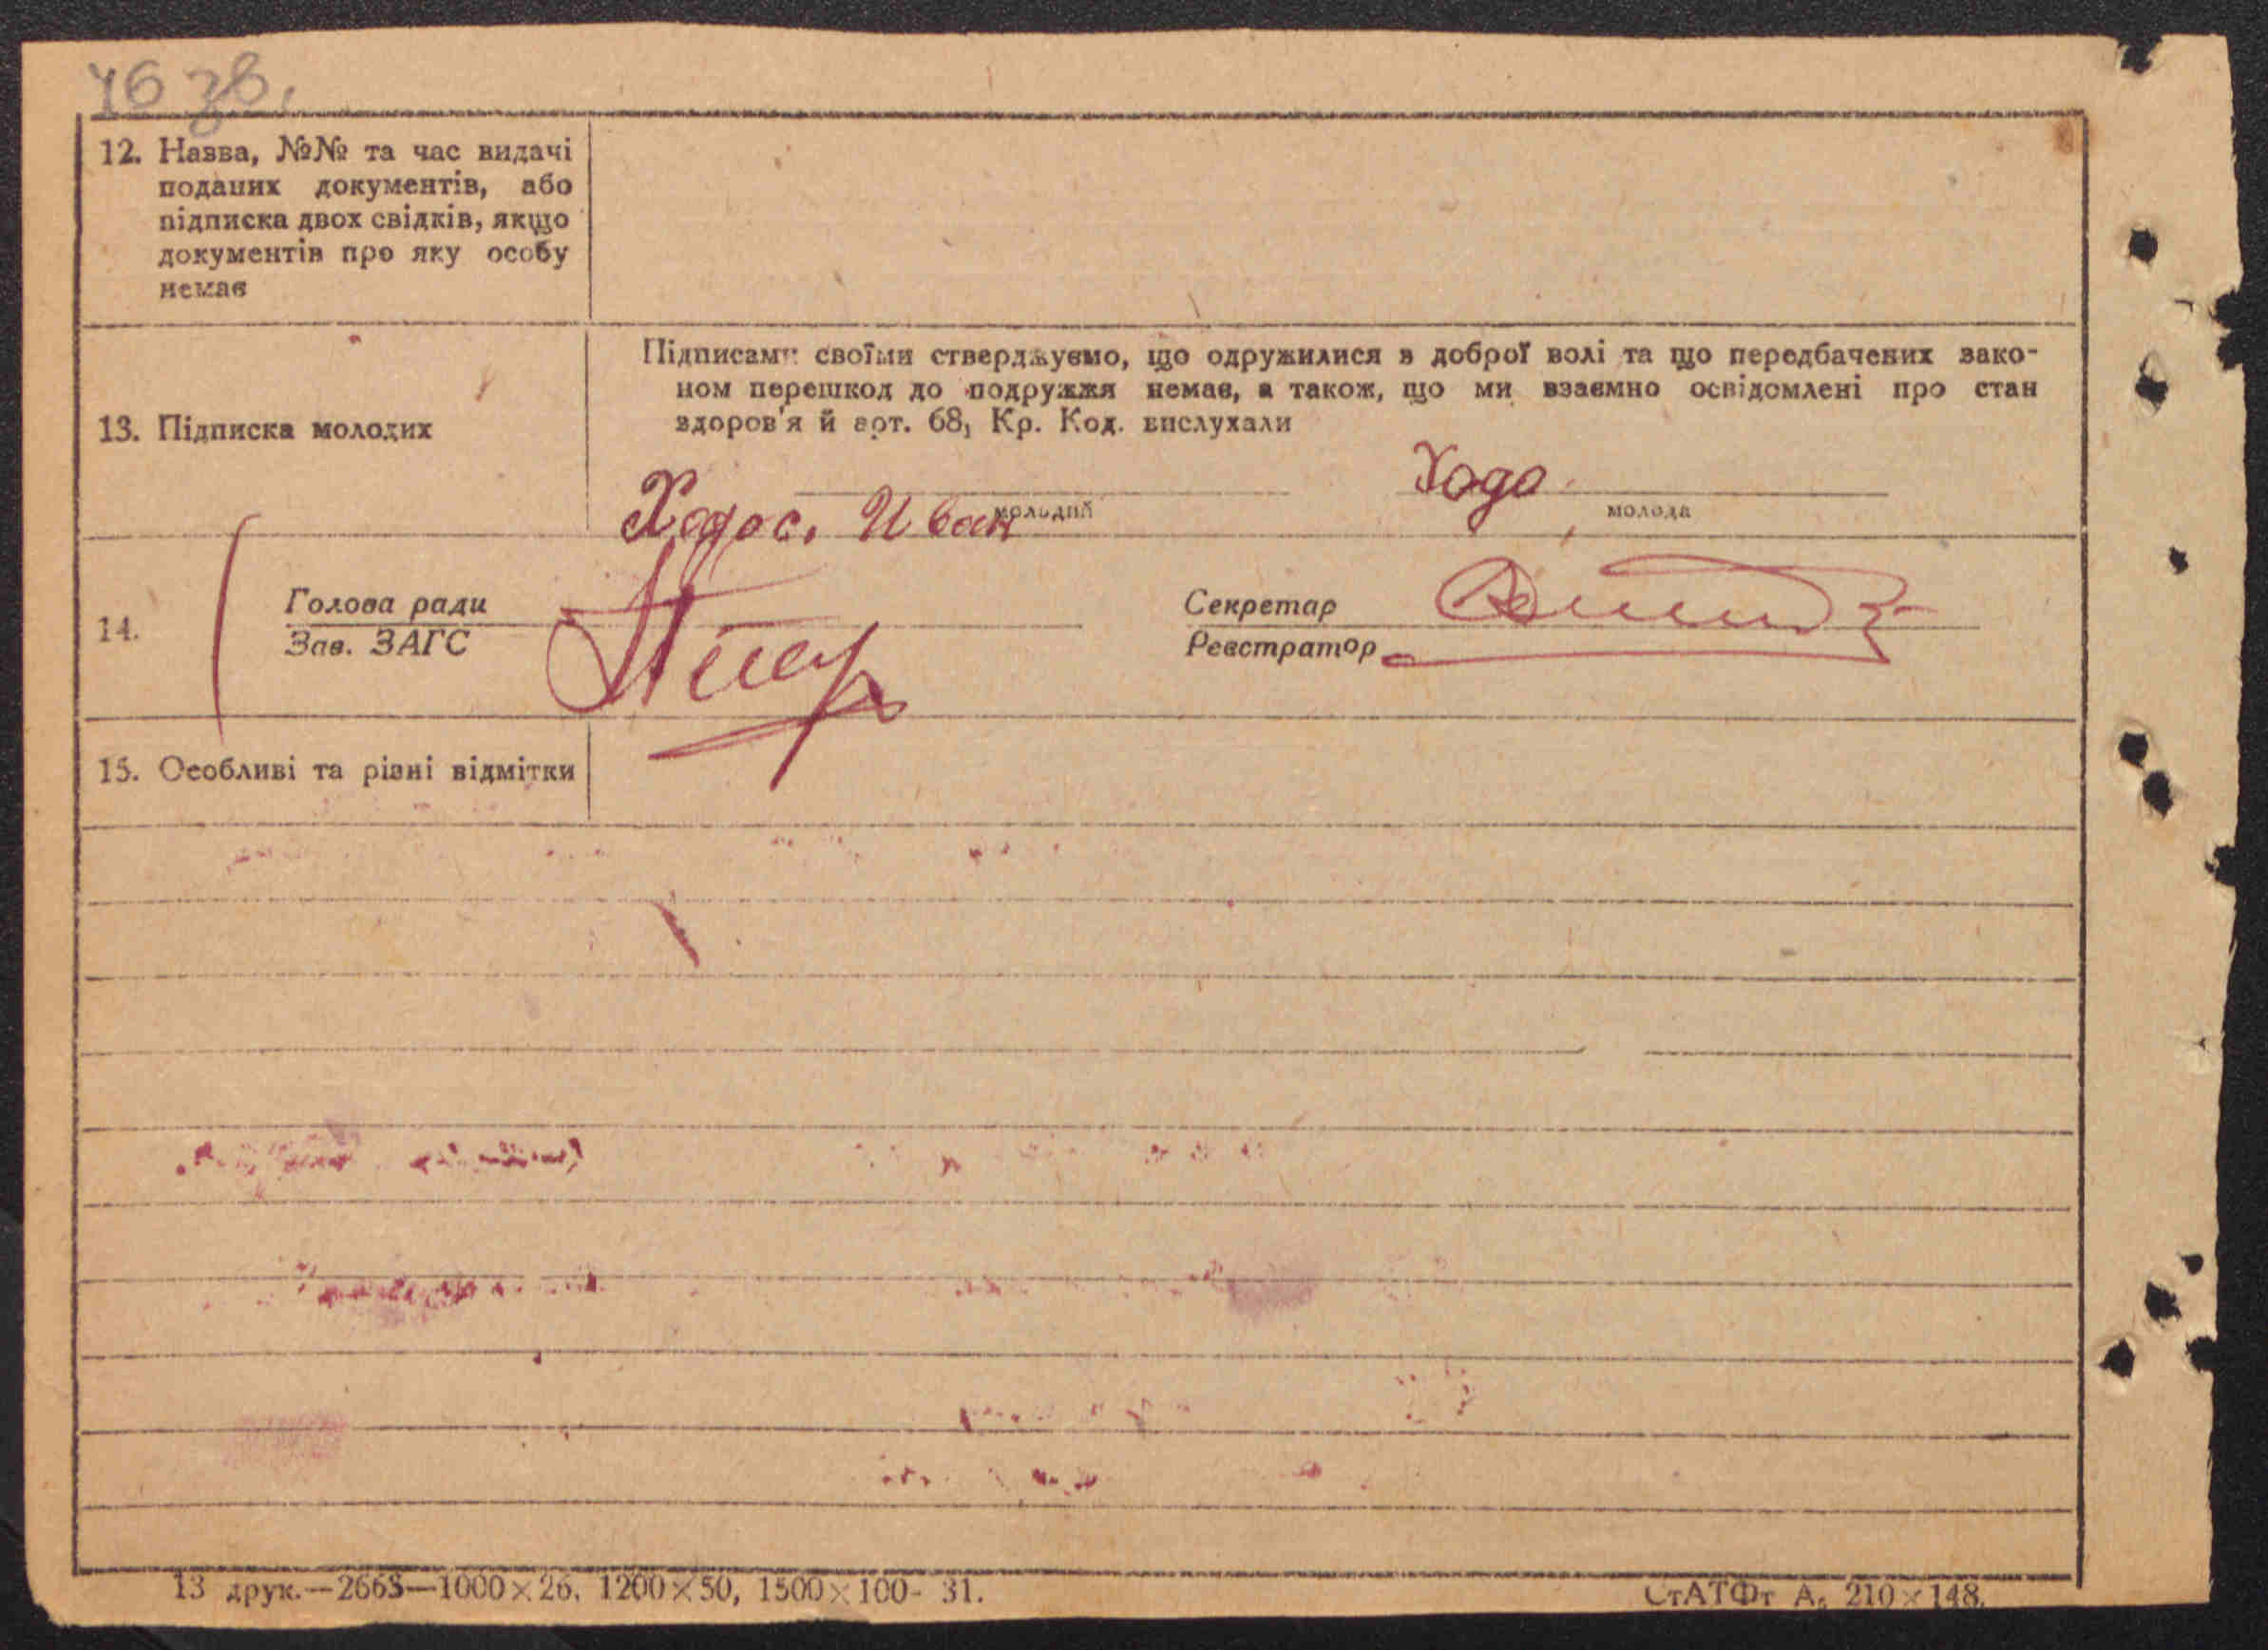 76 зв.
12. Назва, №№ та час видачі
поданих документів, або
підписка двох свідків, якщо
документів про яку особу
немає
13. Підписка молодих
Підписами своїми стверджуємо, що одружилися в доброї волі та що передбачених зако-
ном перешкод до подружжя немає, а також, що ми взаємно освідомлені про стан
здоров'я й арт. 68, Кр. Код. вислухали
Ходос. Иван
молодий
Ходо
молода
14.
Голова ради
Зав. ЗАГС
Секретар
Реєстратор
15. Особливі та різні відмітки
13 друк.—2663—1000×26, 1200×50, 1500×100- 31.
СтАТФт А5 210×148.